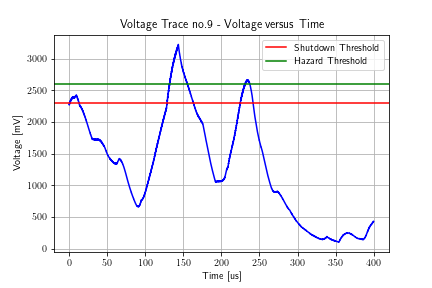 Voltage Trace no.9 - Voltage versus Time
Shutdown Threshold
Hazard Threshold
Voltage [mV]
3000
2500
2000
1500
1000
500
0
0 50 100 150 200 250 300 350 400
Time [us]